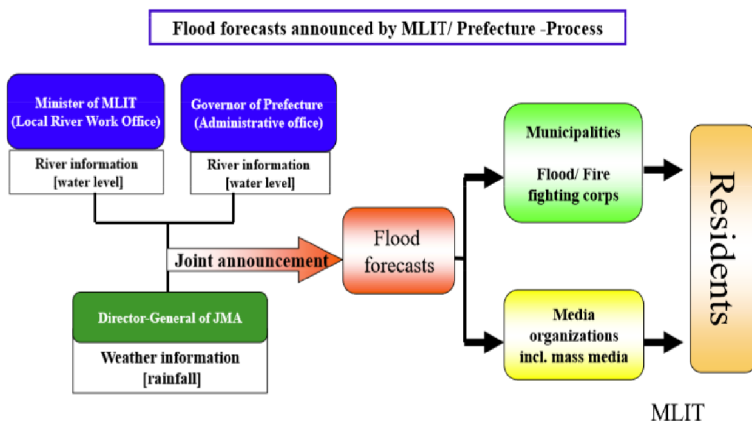 Flood forecasts announced by MLIT/ Prefecture -Process
Minister of MLIT
(Local River Work Office)
River information
[water level]
Governor of Prefecture
(Administrative office)
River information
[water level]
Joint announcement
Director-General of JMA
Weather information
[rainfall]
Flood
forecasts
Municipalities
Flood/ Fire
fighting corps
Media
organizations
incl. mass media
Residents
MLIT